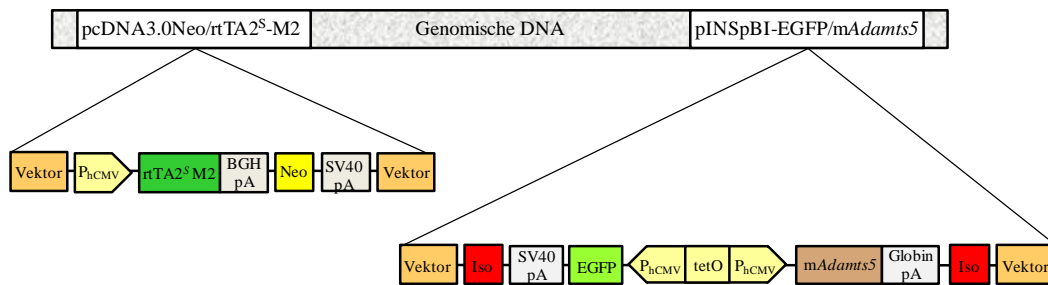 pcDNA3.0Neo/rtTA2S-M2 Genomische DNA pINSpBI-EGFP/mAdamts5
Vektor PhCMV rtTA2S M2 BGH pA Neo SV40 pA Vektor
Vektor Iso SV40 pA EGFP PhCMV tetO PhCMV mAdamts5 Globin pA Iso Vektor